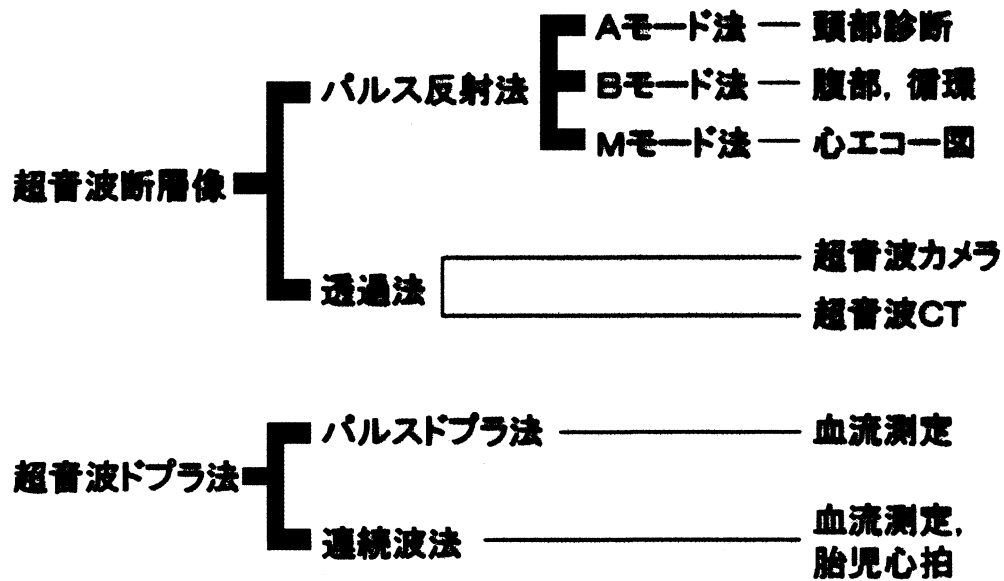 Aモード法 頸部診断
パルス反射法
Bモード法 腹部, 循環
Mモード法 心エコー図
超音波断層像
超音波カメラ
透過法
超音波CT
パルスドプラ法 血流測定
超音波ドプラ法
連続波法 血流測定,
胎児心拍